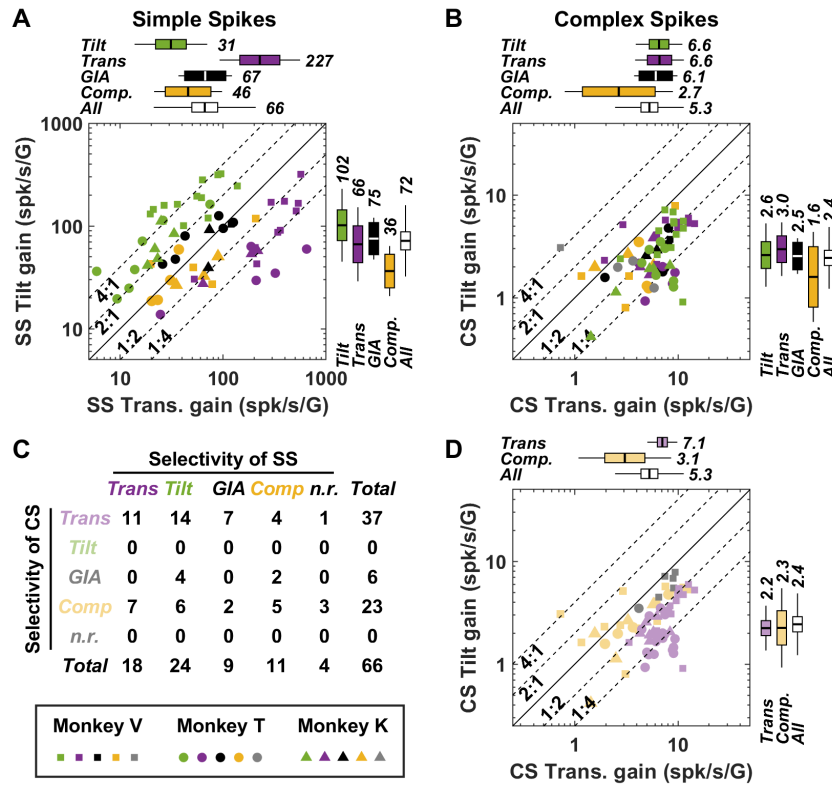 A
Simple Spikes
Tilt 31
Trans 227
GIA 67
Comp. 46
All 66
1000
100
10
SS Tilt gain (spk/s/G)
4:1
2:1
1:2
1:4
10 100 1000
SS Trans. gain (spk/s/G)
102 66 75 36 72
Tilt Trans GIA Comp. All
B
Complex Spikes
Tilt 6.6
Trans 6.6
GIA 6.1
Comp. 2.7
All 5.3
10
1
CS Tilt gain (spk/s/G)
4:1
2:1
1:2
1:4
1 10
CS Trans. gain (spk/s/G)
2.6 3.0 2.5 1.6 2.4
Tilt Trans GIA Comp. All
C
Selectivity of SS
Trans Tilt GIA Comp n.r. Total
Selectivity of CS
Trans 11 14 7 4 1 37
Tilt 0 0 0 0 0 0
GIA 0 4 0 2 0 6
Comp 7 6 2 5 3 23
n.r. 0 0 0 0 0 0
Total 18 24 9 11 4 66
Monkey V Monkey T Monkey K
D
Trans 7.1
Comp. 3.1
All 5.3
10
1
CS Tilt gain (spk/s/G)
4:1
2:1
1:2
1:4
1 10
CS Trans. gain (spk/s/G)
2.2 2.3 2.4
Trans Comp. All